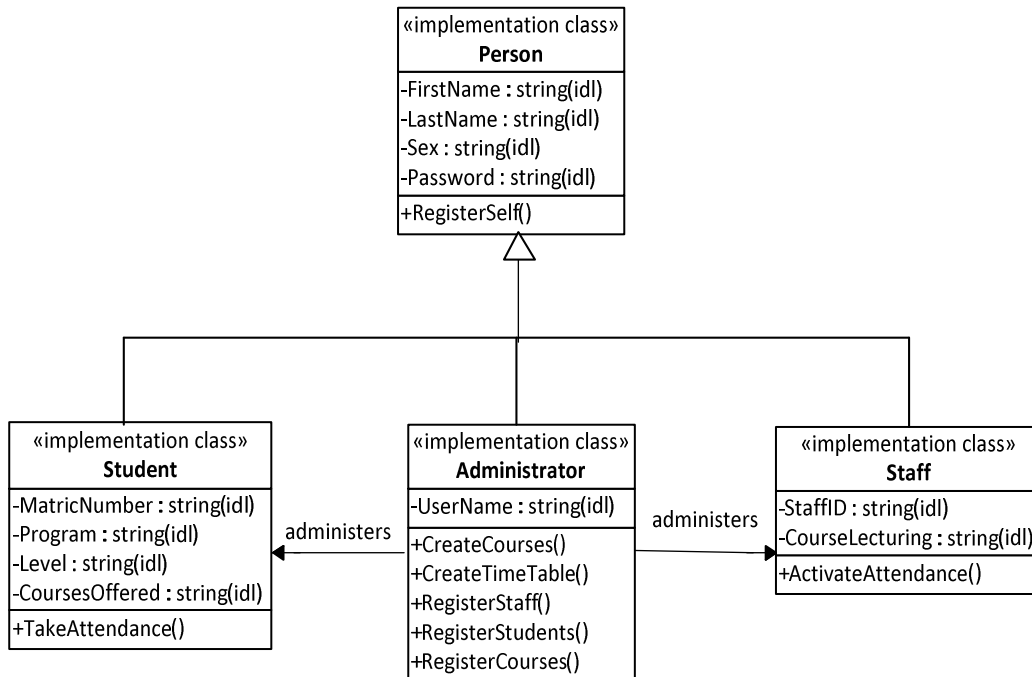 «implementation class»
Person
-FirstName : string(idl)
-LastName : string(idl)
-Sex : string(idl)
-Password : string(idl)
+RegisterSelf()
«implementation class»
Student
-MatricNumber : string(idl)
-Program : string(idl)
-Level : string(idl)
-CoursesOffered : string(idl)
+TakeAttendance()
administers
«implementation class»
Administrator
-UserName : string(idl)
+CreateCourses()
+CreateTimeTable()
+RegisterStaff()
+RegisterStudents()
+RegisterCourses()
administers
«implementation class»
Staff
-StaffID : string(idl)
-CourseLecturing : string(idl)
+ActivateAttendance()